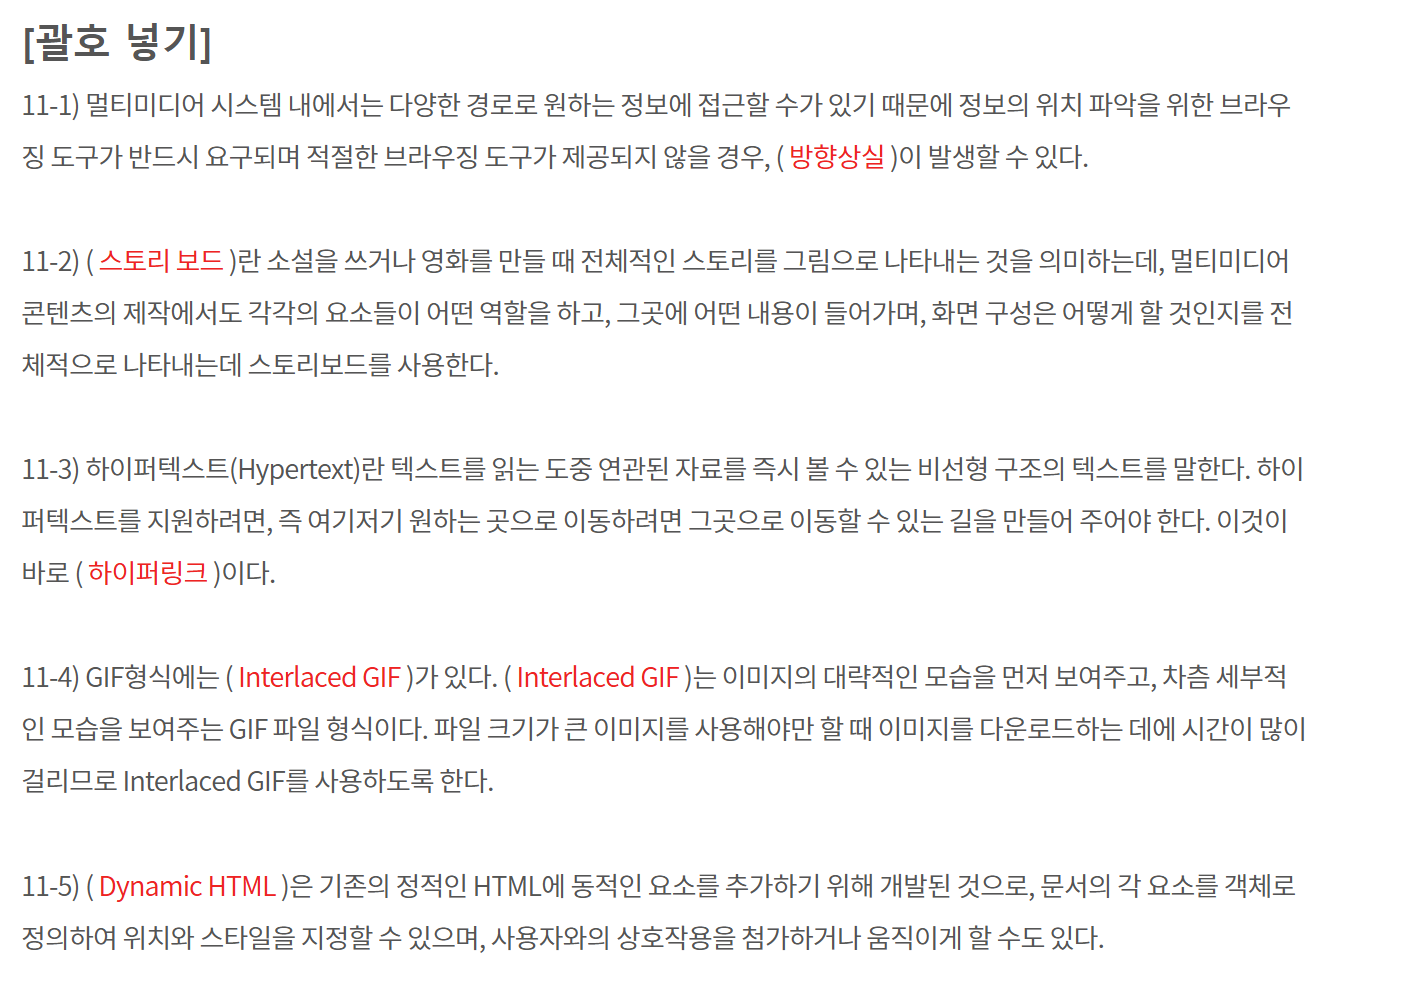 [괄호 넣기]
11-1) 멀티미디어 시스템 내에서는 다양한 경로로 원하는 정보에 접근할 수가 있기 때문에 정보의 위치 파악을 위한 브라우
징 도구가 반드시 요구되며 적절한 브라우징 도구가 제공되지 않을 경우, ( 방향상실 )이 발생할 수 있다.
11-2) ( 스토리 보드 )란 소설을 쓰거나 영화를 만들 때 전체적인 스토리를 그림으로 나타내는 것을 의미하는데, 멀티미디어
콘텐츠의 제작에서도 각각의 요소들이 어떤 역할을 하고, 그곳에 어떤 내용이 들어가며, 화면 구성은 어떻게 할 것인지를 전
체적으로 나타내는데 스토리보드를 사용한다.
11-3) 하이퍼텍스트(Hypertext)란 텍스트를 읽는 도중 연관된 자료를 즉시 볼 수 있는 비선형 구조의 텍스트를 말한다. 하이
퍼텍스트를 지원하려면, 즉 여기저기 원하는 곳으로 이동하려면 그곳으로 이동할 수 있는 길을 만들어 주어야 한다. 이것이
바로 ( 하이퍼링크 )이다.
11-4) GIF형식에는 ( Interlaced GIF )가 있다. ( Interlaced GIF )는 이미지의 대략적인 모습을 먼저 보여주고, 차츰 세부적
인 모습을 보여주는 GIF 파일 형식이다. 파일 크기가 큰 이미지를 사용해야만 할 때 이미지를 다운로드하는 데에 시간이 많이
걸리므로 Interlaced GIF를 사용하도록 한다.
11-5) ( Dynamic HTML )은 기존의 정적인 HTML에 동적인 요소를 추가하기 위해 개발된 것으로, 문서의 각 요소를 객체로
정의하여 위치와 스타일을 지정할 수 있으며, 사용자와의 상호작용을 첨가하거나 움직이게 할 수도 있다.